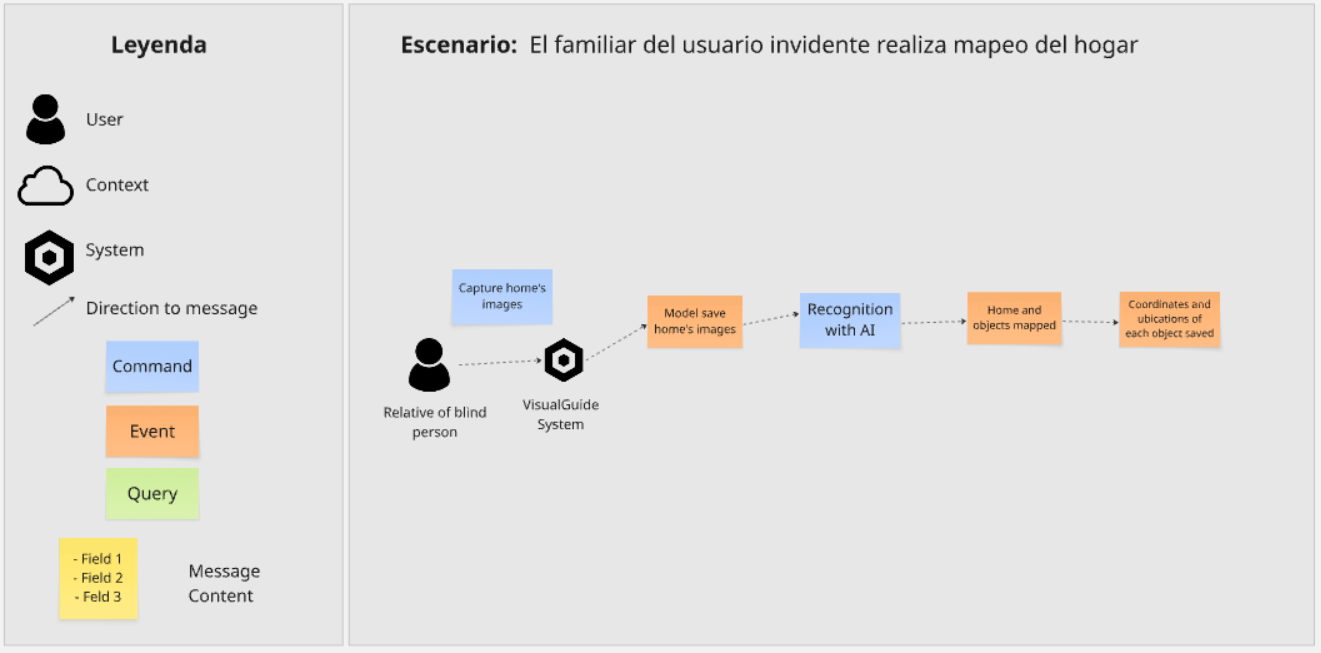 Leyenda
User
Context
System
Direction to message
Command
Event
Query
- Field 1
- Field 2
- Feld 3
Message
Content
Escenario: El familiar del usuario invidente realiza mapeo del hogar
Capture home's
images
Relative of blind
person
VisualGuide
System
Model save
home's images
Recognition
with AI
Home and
objects mapped
Coordinates and
ubications of
each object saved